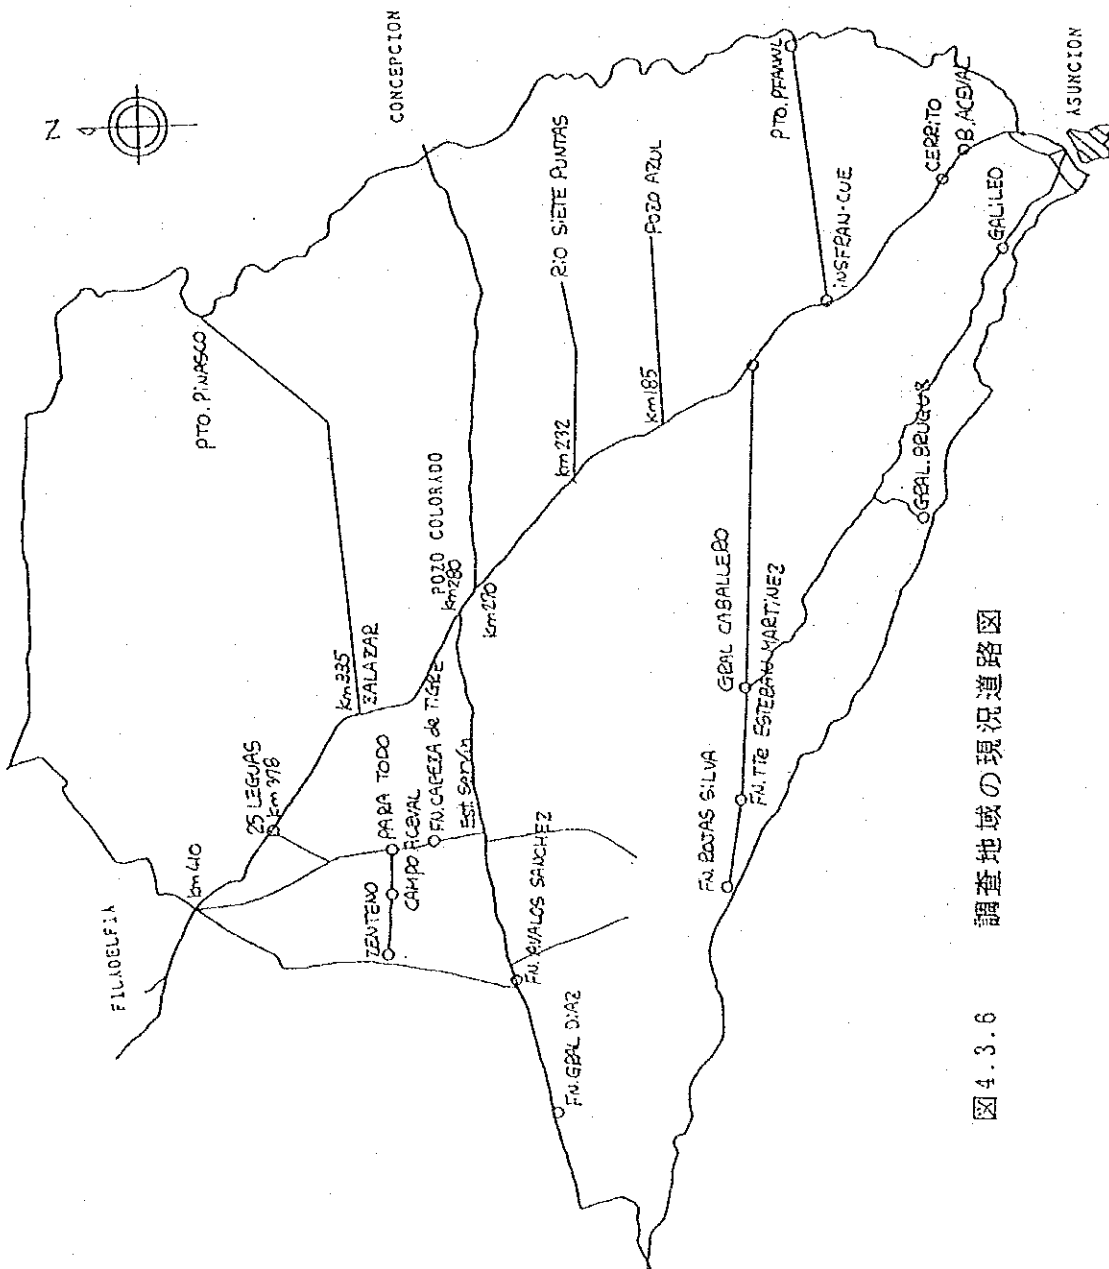 N
CONCEPCION
PTO. PINASCO
RIO SIETE PUNTAS
POZO AZUL
PTO. PFANNL
CERRITO
B. ACEVAL
ASUNCION
GALILEO
INSFRAN-CUE
km185
km232
POZO COLORADO
km280
km270
km335
ZALAZAR
25 LEGUAS
km378
km410
FILADELFIA
PARA TODO
CAMPO ACEVAL
ZENTENO
FN. CABEZA de TIGRE
FN. AVALOS SANCHEZ
FN. GRAL DIAZ
GRAL CABALLERO
FN. TTE ESTEBAN MARTINEZ
FN. ROJAS SILVA
GRAL. BRUGUEZ
図4.3.6 調査地域の現況道路図